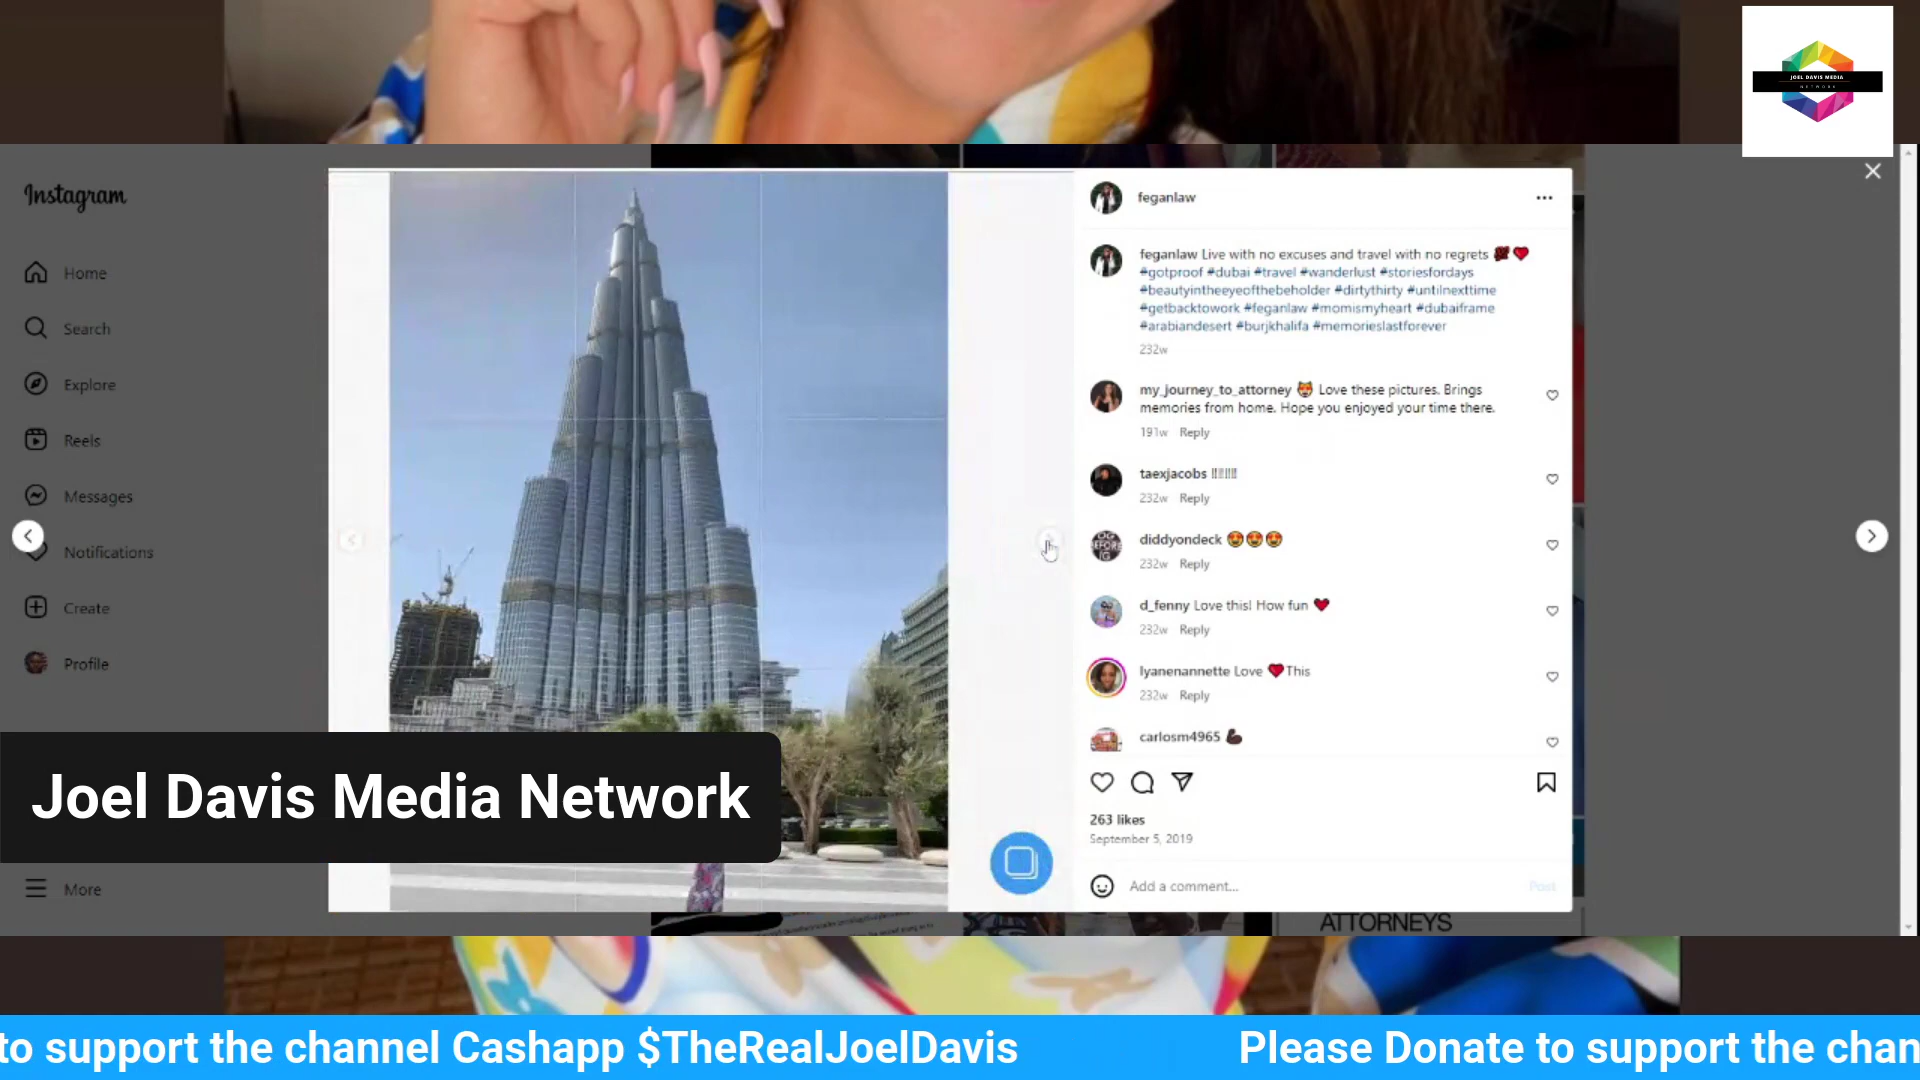 JOEL DAVIS MEDIA
NETWORK
Instagram
Home
Search
Explore
Reels
Messages
Notifications
Create
Profile
More
feganlaw
feganlaw Live with no excuses and travel with no regrets 💯❤️
#gotproof #dubai #travel #wanderlust #storiesfordays
#beautyintheeyeofthebeholder #dirtythirty #untilnexttime
#getbacktowork #feganlaw #momismyheart #dubaiframe
#arabiandesert #burjkhalifa #memorieslastforever
232w
my_journey_to_attorney 😻 Love these pictures. Brings
memories from home. Hope you enjoyed your time there.
191w Reply
taexjacobs
232w Reply
diddyondeck 😍😍😍
232w Reply
d_fenny Love this! How fun ❤️
232w Reply
lyanenannette Love ❤️This
232w Reply
carlosm4965 💪🏿
263 likes
September 5, 2019
Add a comment...
Post
ATTORNEYS
Joel Davis Media Network
to support the channel Cashapp $TheRealJoelDavis
Please Donate to support the chan